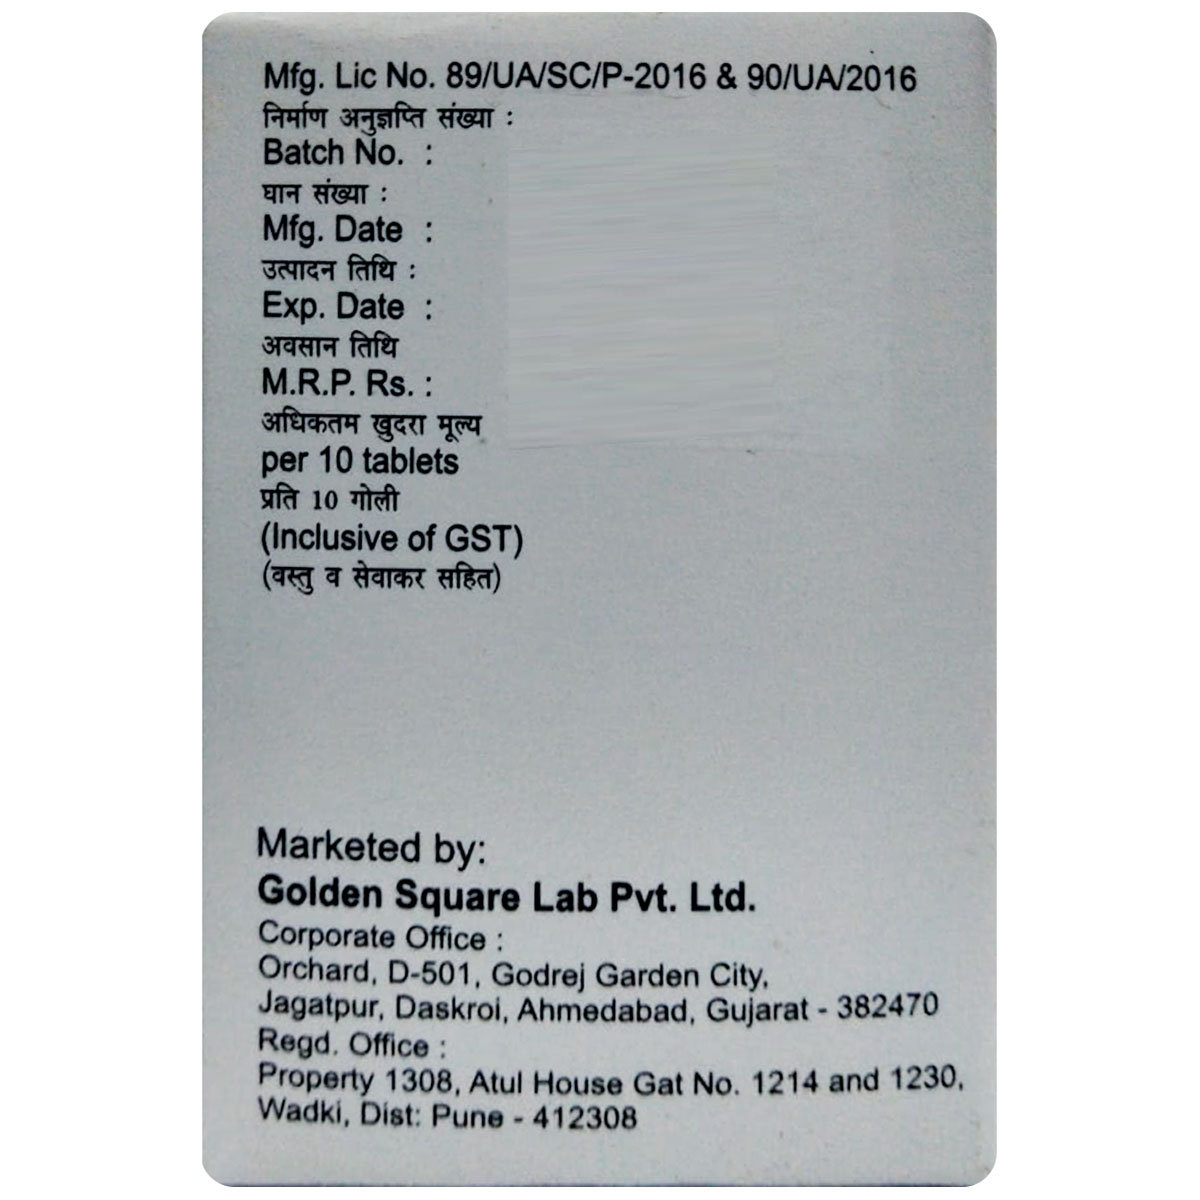 Mfg. Lic No. 89/UA/SC/P-2016 & 90/UA/2016
निर्माण अनुज्ञप्ति संख्या :
Batch No. :
घान संख्या :
Mfg. Date :
उत्पादन तिथि :
Exp. Date :
अवसान तिथि
M.R.P. Rs. :
अधिकतम खुदरा मूल्य
per 10 tablets
प्रति 10 गोली
(Inclusive of GST)
(वस्तु व सेवाकर सहित)
Marketed by:
Golden Square Lab Pvt. Ltd.
Corporate Office :
Orchard, D-501, Godrej Garden City,
Jagatpur, Daskroi, Ahmedabad, Gujarat - 382470
Regd. Office :
Property 1308, Atul House Gat No. 1214 and 1230,
Wadki, Dist: Pune - 412308